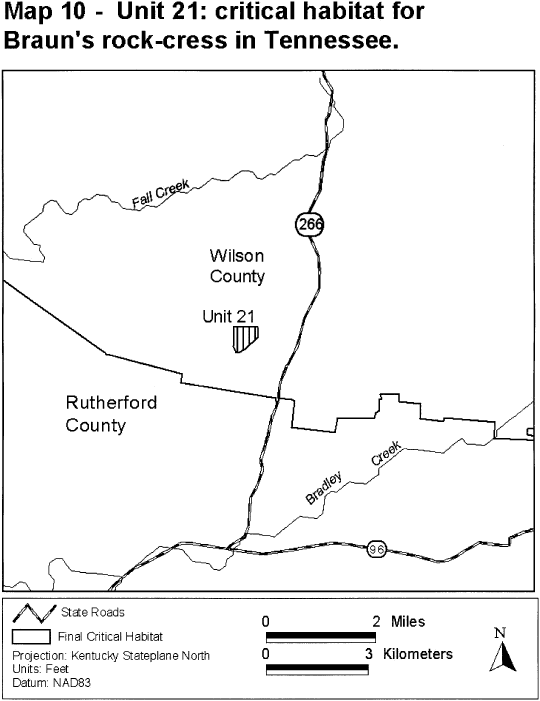 Map 10 - Unit 21: critical habitat for
Braun's rock-cress in Tennessee.
Fall Creek
266
Wilson
County
Unit 21
Rutherford
County
Bradley Creek
96
State Roads
Final Critical Habitat
Projection: Kentucky Stateplane North
Units: Feet
Datum: NAD83
0 2 Miles
0 3 Kilometers
N